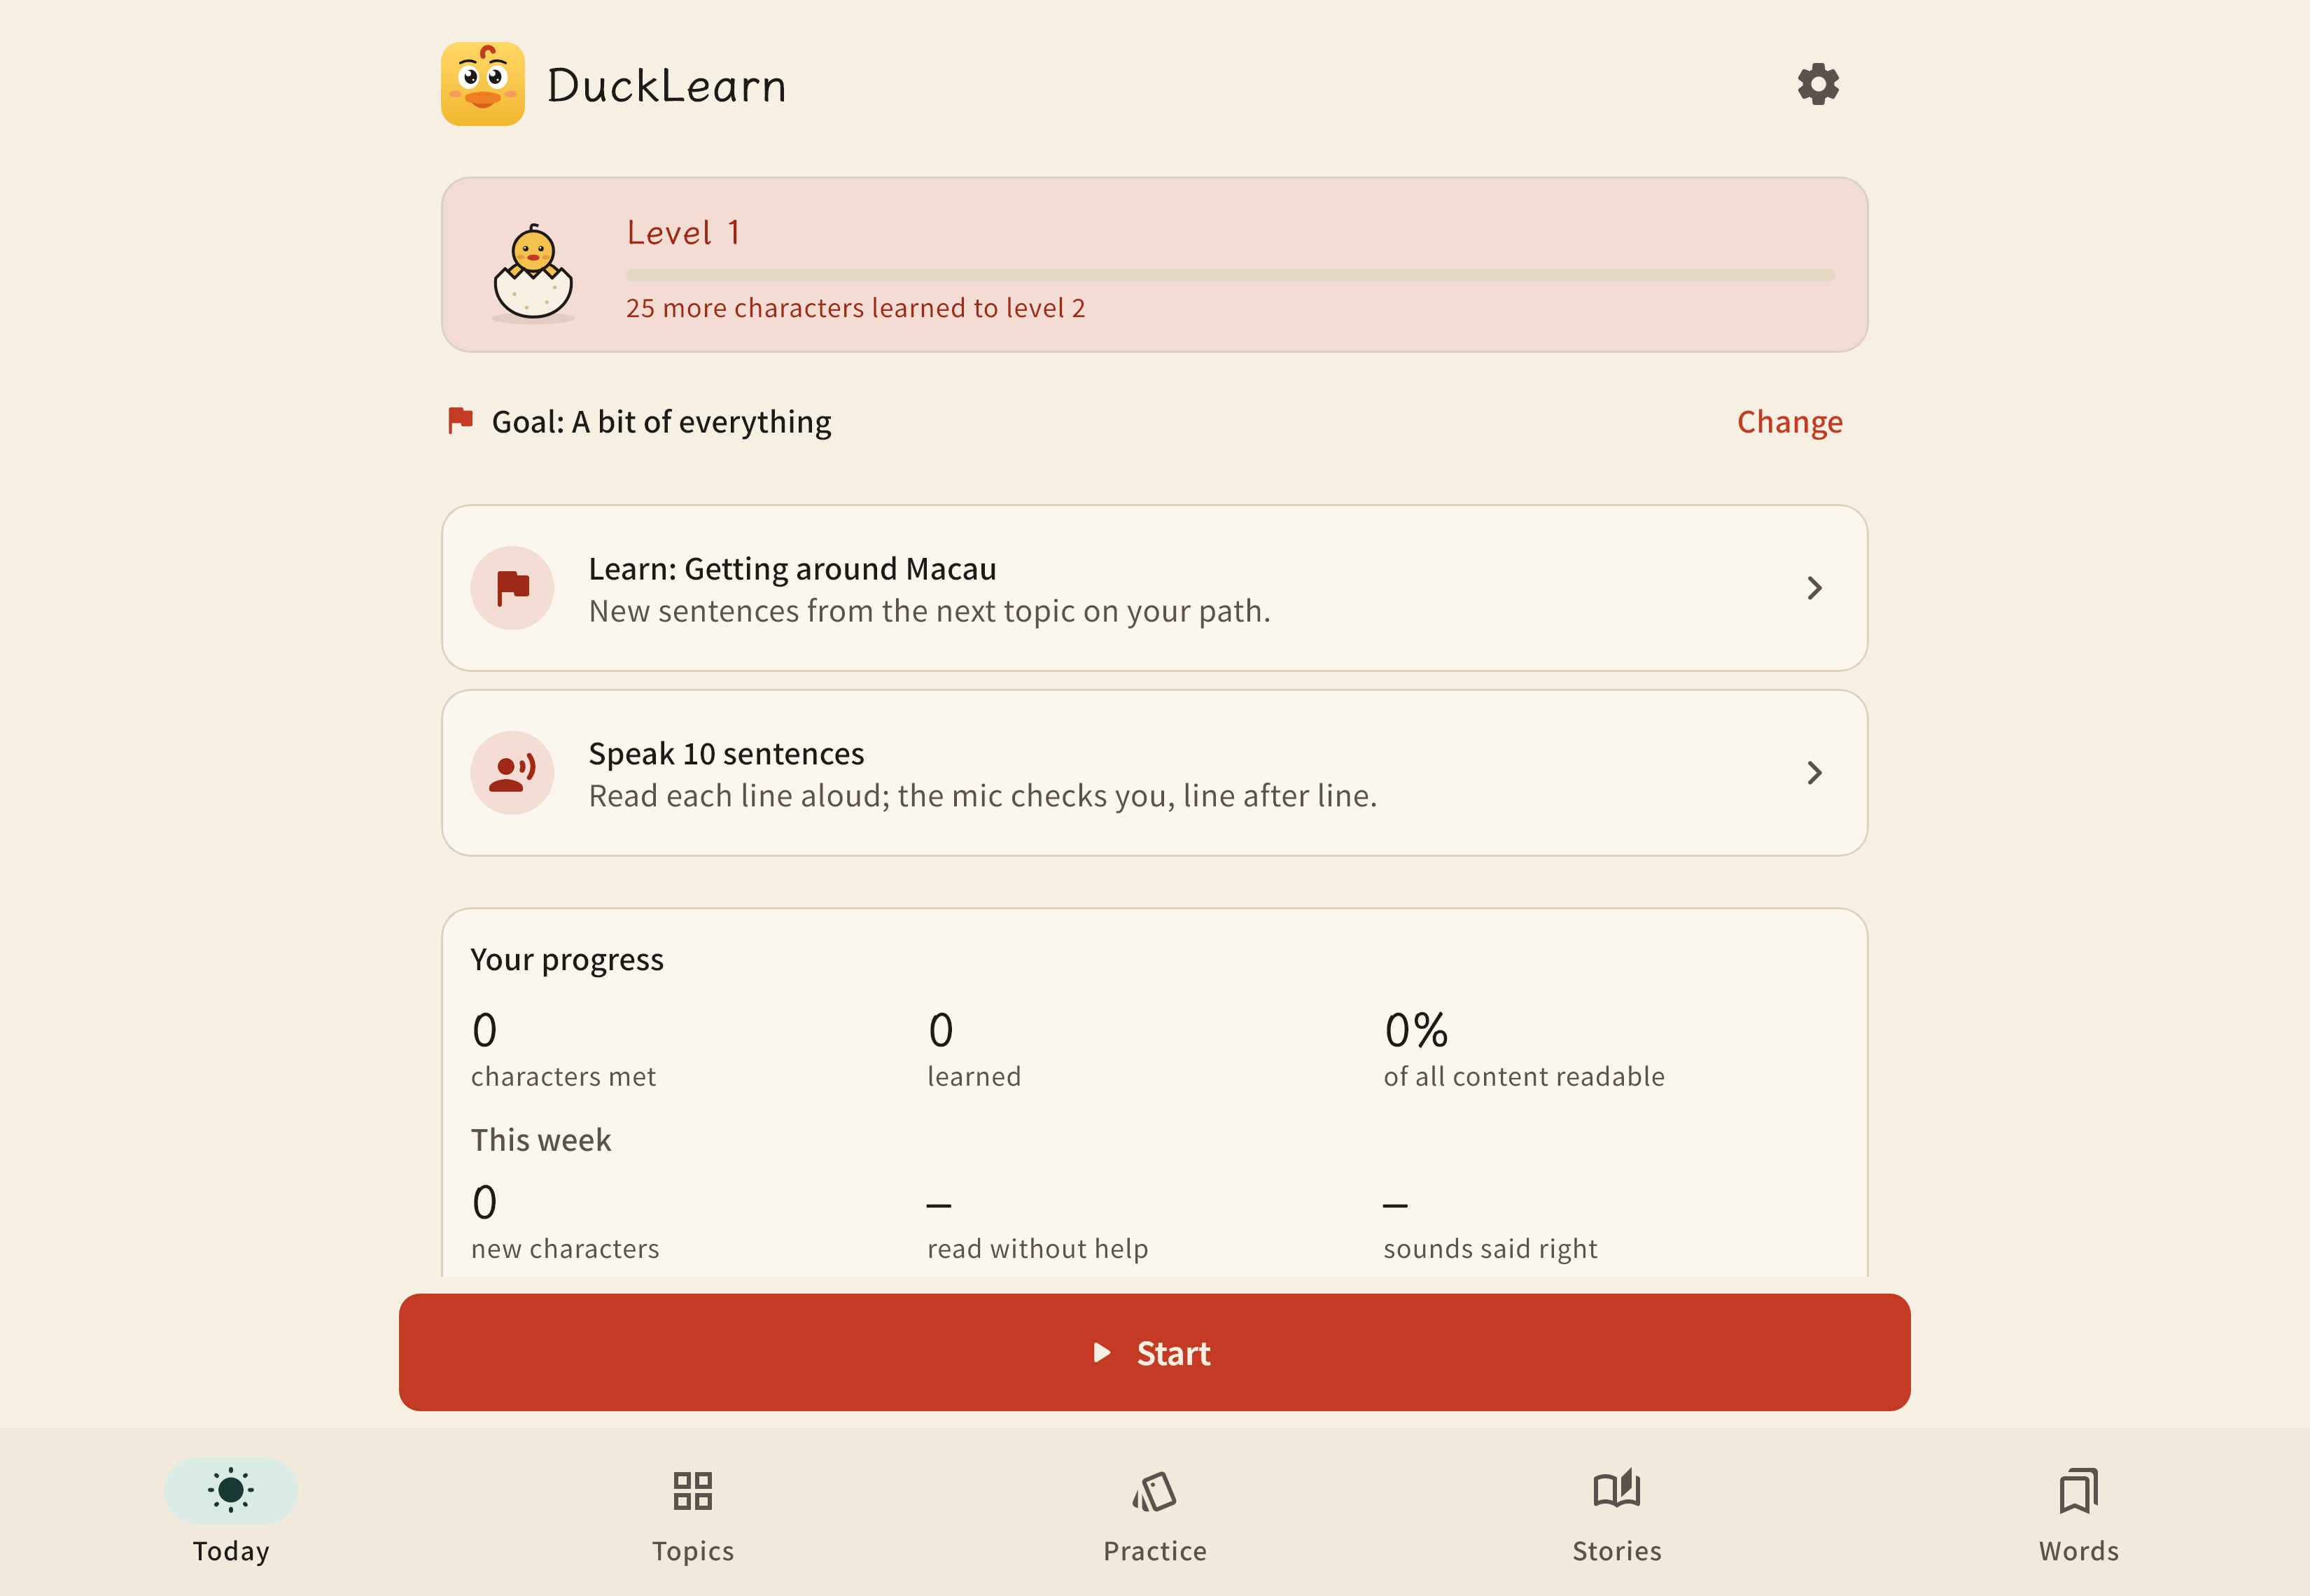 DuckLearn
Level 1
25 more characters learned to level 2
Goal: A bit of everything
Change
Learn: Getting around Macau
New sentences from the next topic on your path.
Speak 10 sentences
Read each line aloud; the mic checks you, line after line.
Your progress
0 0 0%
characters met learned of all content readable
This week
0 – –
new characters read without help sounds said right
Start
Today Topics Practice Stories Words